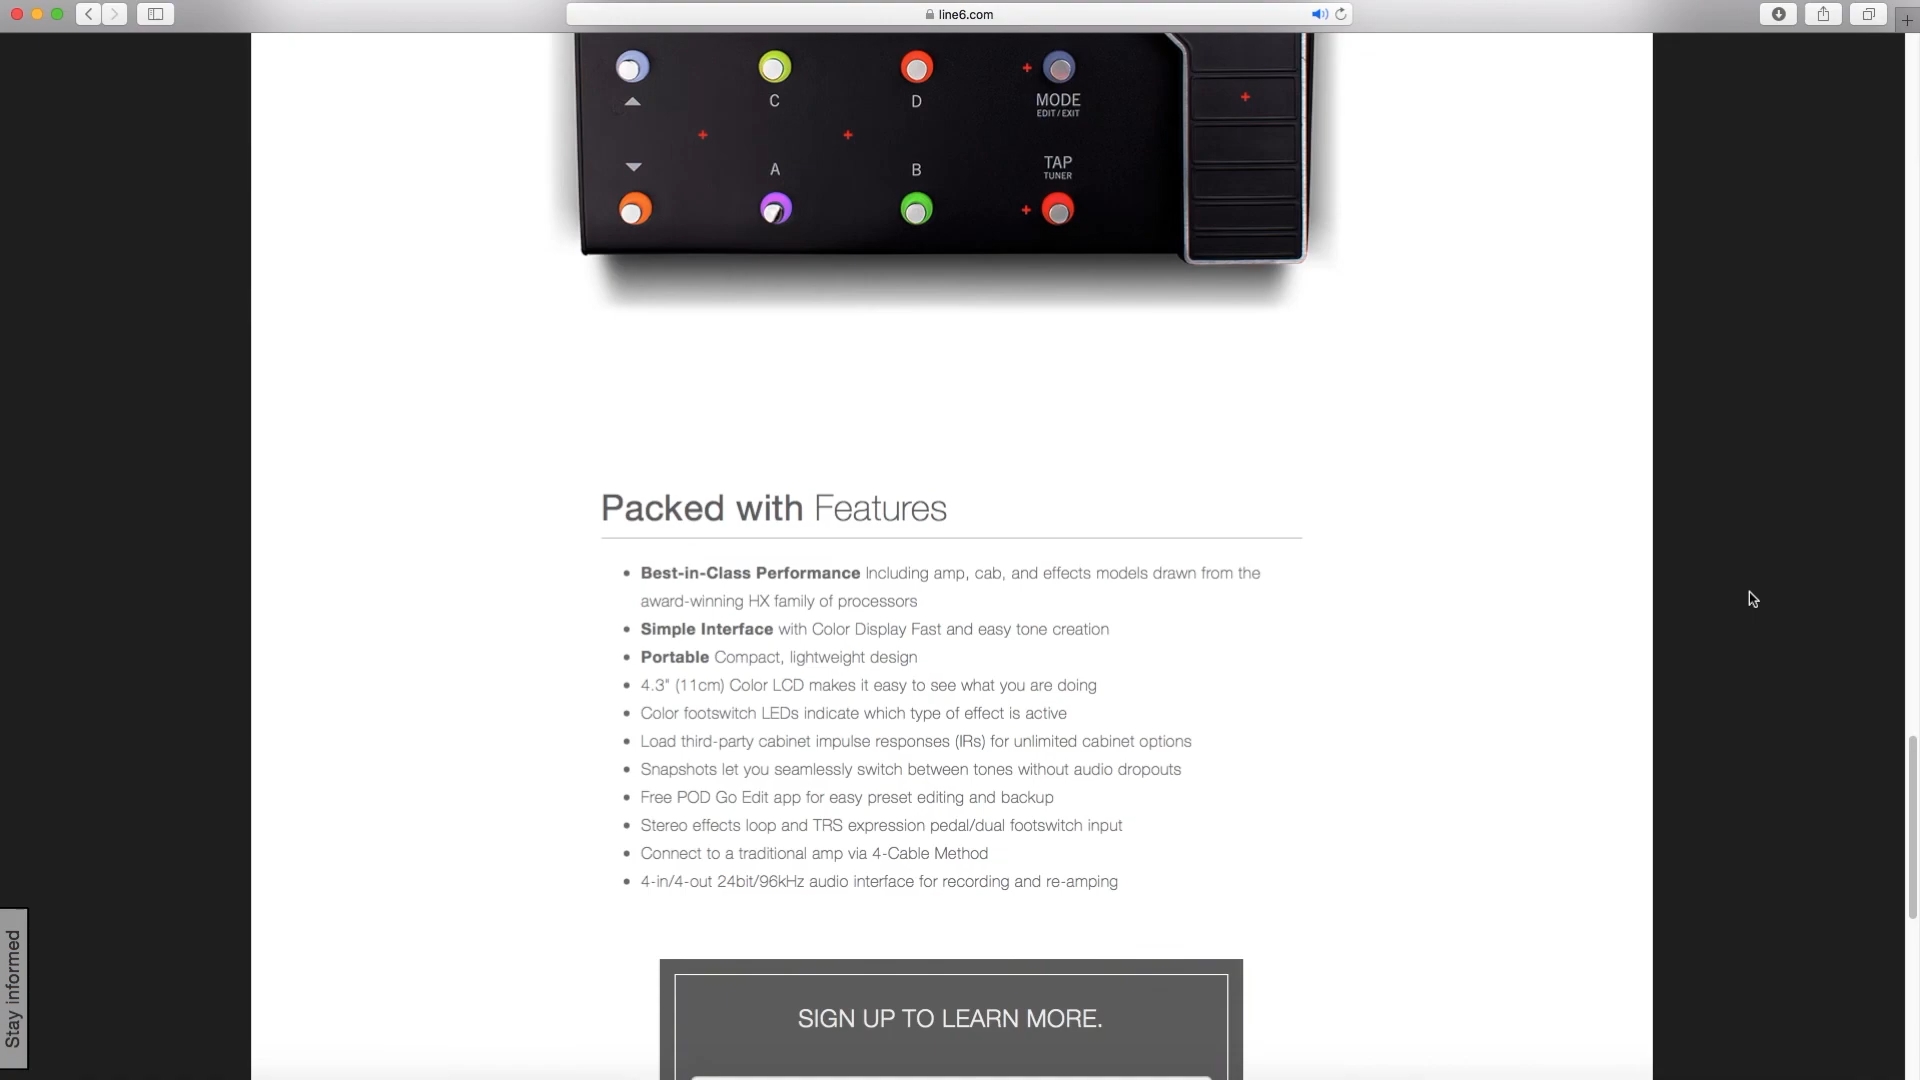 line6.com
C
D
MODE
EDIT/EXIT
A
B
TAP
TUNER
Packed with Features
Best-in-Class Performance Including amp, cab, and effects models drawn from the
award-winning HX family of processors
Simple Interface with Color Display Fast and easy tone creation
Portable Compact, lightweight design
4.3" (11cm) Color LCD makes it easy to see what you are doing
Color footswitch LEDs indicate which type of effect is active
Load third-party cabinet impulse responses (IRs) for unlimited cabinet options
Snapshots let you seamlessly switch between tones without audio dropouts
Free POD Go Edit app for easy preset editing and backup
Stereo effects loop and TRS expression pedal/dual footswitch input
Connect to a traditional amp via 4-Cable Method
4-in/4-out 24bit/96kHz audio interface for recording and re-amping
Stay informed
SIGN UP TO LEARN MORE.